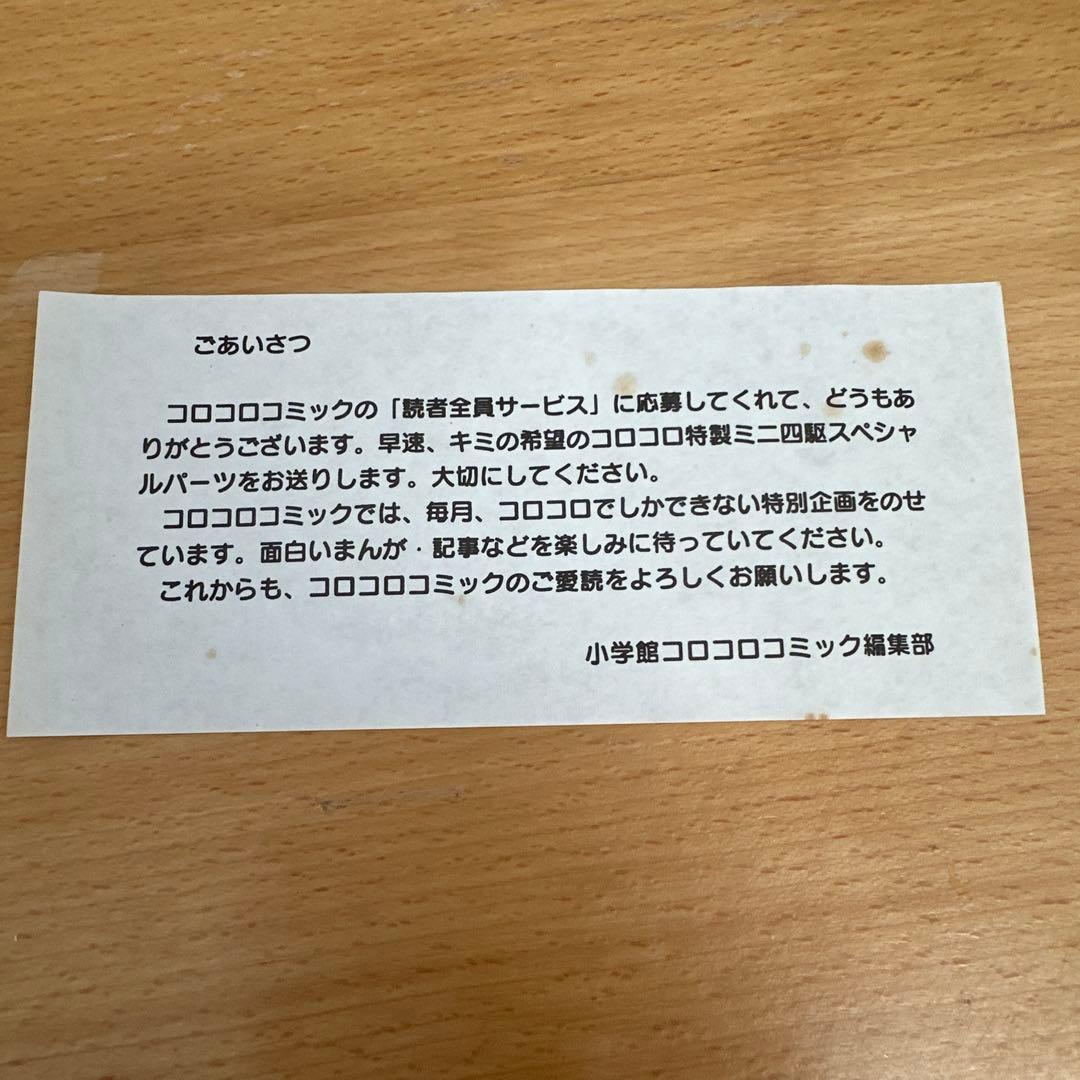 ごあいさつ
コロコロコミックの「読者全員サービス」に応募してくれて、どうもあ
りがとうございます。早速、キミの希望のコロコロ特製ミニ四駆スペシャ
ルパーツをお送りします。大切にしてください。
コロコロコミックでは、毎月、コロコロでしかできない特別企画をのせ
ています。面白いまんが・記事などを楽しみに待っていてください。
これからも、コロコロコミックのご愛読をよろしくお願いします。
小学館コロコロコミック編集部